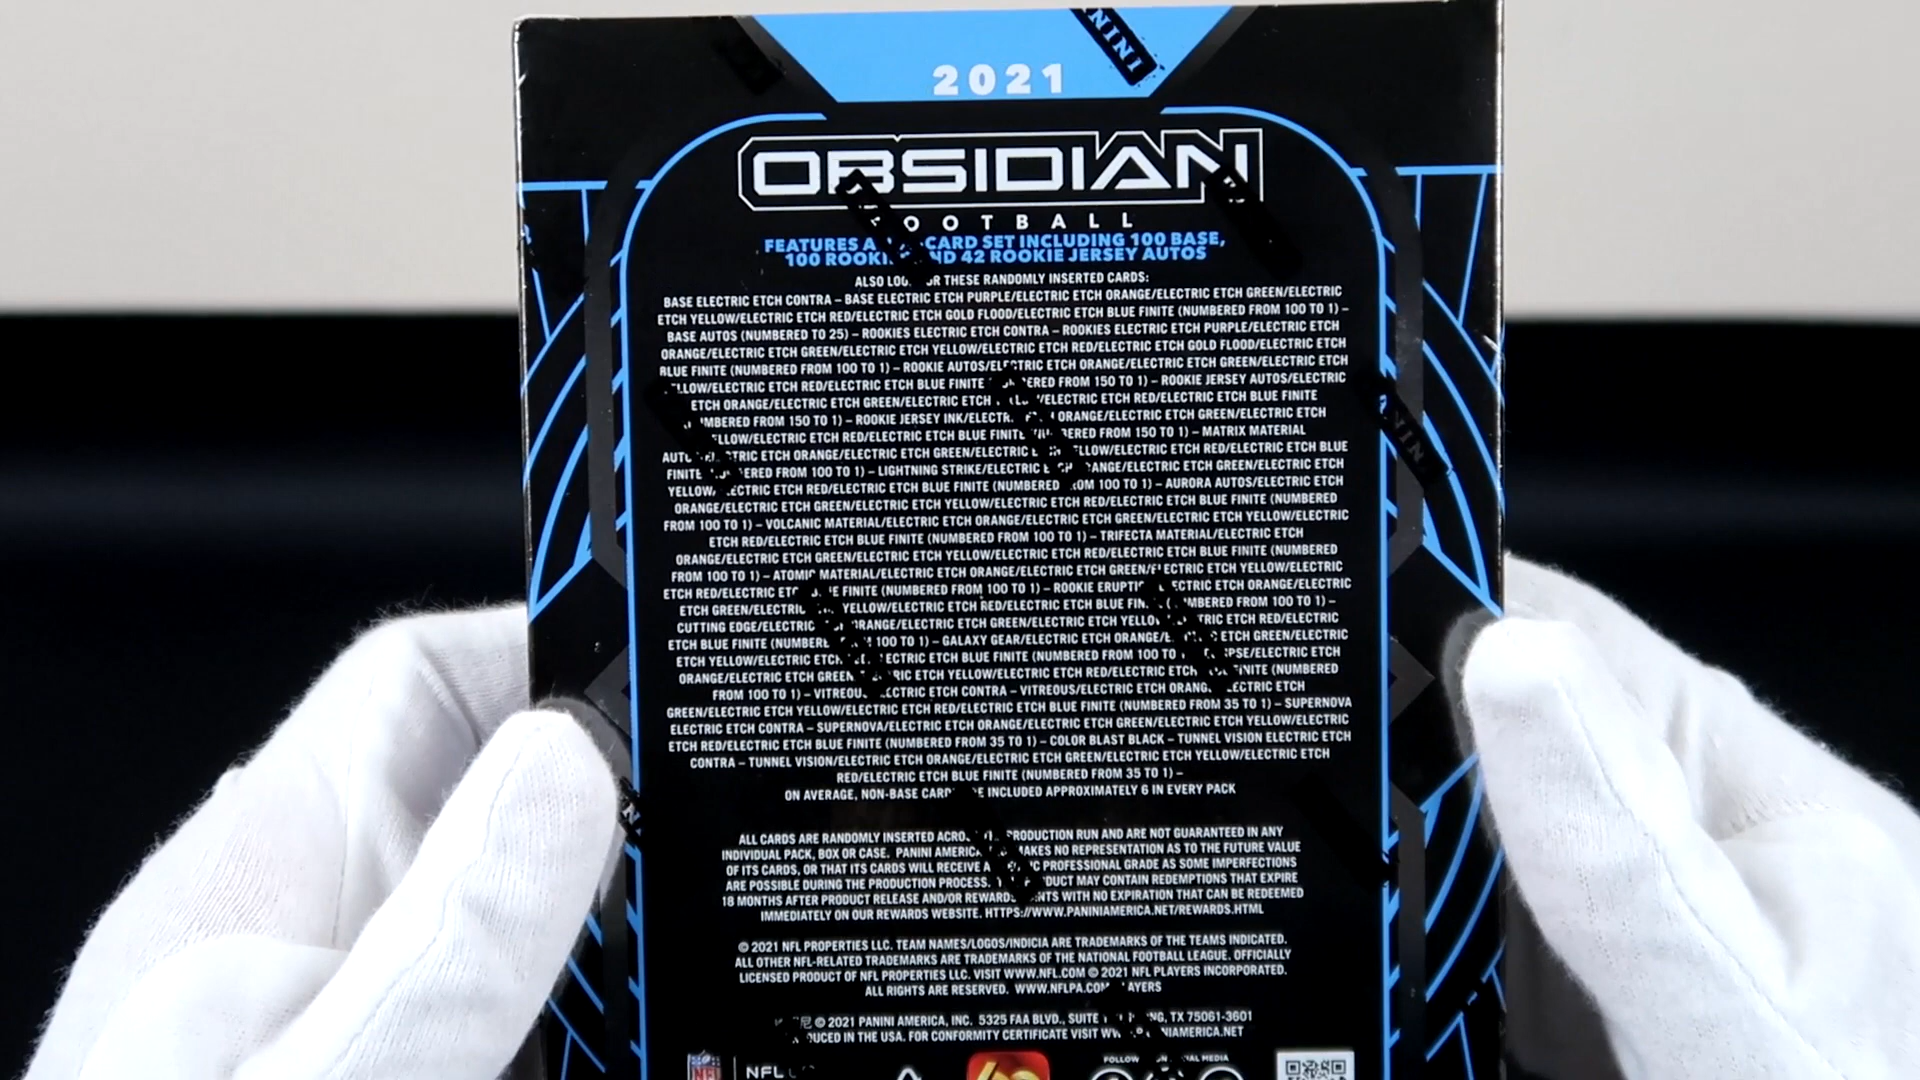 2021
OBSIDIAN
OOTBALL
FEATURES A CARD SET INCLUDING 100 BASE,
100 AND 42 ROOKIE JERSEY AUTOS
ALSO THESE RANDOMLY INSERTED CARDS:
BASE ELECTRIC ETCH CONTRA – BASE ELECTRIC ETCH PURPLE/ELECTRIC ETCH ORANGE/ELECTRIC ETCH GREEN/ELECTRIC
ETCH YELLOW/ELECTRIC ETCH RED/ELECTRIC ETCH GOLD FLOOD/ELECTRIC ETCH BLUE FINITE (NUMBERED FROM 100 TO 1) –
BASE AUTOS (NUMBERED TO 25) – ROOKIES ELECTRIC ETCH CONTRA – ROOKIES ELECTRIC ETCH PURPLE/ELECTRIC ETCH
ORANGE/ELECTRIC ETCH GREEN/ELECTRIC ETCH YELLOW/ELECTRIC ETCH RED/ELECTRIC ETCH GOLD FLOOD/ELECTRIC ETCH
BLUE FINITE (NUMBERED FROM 100 TO 1) – ROOKIE AUTOS/ELECTRIC ETCH ORANGE/ELECTRIC ETCH GREEN/ELECTRIC ETCH
YELLOW/ELECTRIC ETCH RED/ELECTRIC ETCH BLUE FINITE FROM 150 TO 1) – ROOKIE JERSEY AUTOS/ELECTRIC
ETCH ORANGE/ELECTRIC ETCH GREEN/ELECTRIC ETCH YELLOW/ELECTRIC ETCH RED/ELECTRIC ETCH BLUE FINITE
FROM 150 TO 1) – ROOKIE JERSEY INK/ELECTRIC ORANGE/ELECTRIC ETCH GREEN/ELECTRIC ETCH
YELLOW/ELECTRIC ETCH RED/ELECTRIC ETCH BLUE FINITE FROM 150 TO 1) – MATRIX MATERIAL
ETCH ORANGE/ELECTRIC ETCH GREEN/ELECTRIC ETCH RED/ELECTRIC ETCH BLUE
FINITE FROM 100 TO 1) – LIGHTNING STRIKE/ELECTRIC ETCH GREEN/ELECTRIC ETCH
ETCH RED/ELECTRIC ETCH BLUE FINITE (NUMBERED FROM 100 TO 1) – AURORA AUTOS/ELECTRIC ETCH
ORANGE/ELECTRIC ETCH GREEN/ELECTRIC ETCH YELLOW/ELECTRIC ETCH RED/ELECTRIC ETCH BLUE FINITE (NUMBERED
FROM 100 TO 1) – VOLCANIC MATERIAL/ELECTRIC ETCH ORANGE/ELECTRIC ETCH GREEN/ELECTRIC ETCH YELLOW/ELECTRIC
ETCH RED/ELECTRIC ETCH BLUE FINITE (NUMBERED FROM 100 TO 1) – TRIFECTA MATERIAL/ELECTRIC ETCH
ORANGE/ELECTRIC ETCH GREEN/ELECTRIC ETCH YELLOW/ELECTRIC ETCH RED/ELECTRIC ETCH BLUE FINITE (NUMBERED
FROM 100 TO 1) – ATOMIC MATERIAL/ELECTRIC ETCH ORANGE/ELECTRIC ETCH GREEN/ELECTRIC ETCH YELLOW/ELECTRIC
ETCH RED/ELECTRIC FINITE (NUMBERED FROM 100 TO 1) – ROOKIE ETCH ORANGE/ELECTRIC
ETCH GREEN/ELECTRIC YELLOW/ELECTRIC ETCH RED/ELECTRIC ETCH BLUE 100 TO 1) –
CUTTING EDGE/ELECTRIC ORANGE/ELECTRIC ETCH GREEN/ELECTRIC ETCH ETCH RED/ELECTRIC
ETCH BLUE FINITE 100 TO 1) – GALAXY GEAR/ELECTRIC ETCH ETCH GREEN/ELECTRIC
ETCH YELLOW/ELECTRIC ETCH BLUE FINITE (NUMBERED FROM 100 ETCH
ORANGE/ELECTRIC ETCH GREEN ETCH YELLOW/ELECTRIC ETCH RED/ELECTRIC ETCH FINITE (NUMBERED
FROM 100 TO 1) – ETCH CONTRA – VITREOUS/ELECTRIC ETCH ETCH
GREEN/ELECTRIC ETCH YELLOW/ELECTRIC ETCH RED/ELECTRIC ETCH BLUE FINITE (NUMBERED FROM 35 TO 1) – SUPERNOVA
ELECTRIC ETCH CONTRA – SUPERNOVA/ELECTRIC ETCH ORANGE/ELECTRIC ETCH GREEN/ELECTRIC ETCH YELLOW/ELECTRIC
ETCH RED/ELECTRIC ETCH BLUE FINITE (NUMBERED FROM 35 TO 1) – COLOR BLAST BLACK – TUNNEL VISION ELECTRIC ETCH
CONTRA – TUNNEL VISION/ELECTRIC ETCH ORANGE/ELECTRIC ETCH GREEN/ELECTRIC ETCH YELLOW/ELECTRIC ETCH
RED/ELECTRIC ETCH BLUE FINITE (NUMBERED FROM 35 TO 1) –
ON AVERAGE, NON-BASE INCLUDED APPROXIMATELY 6 IN EVERY PACK
ALL CARDS ARE RANDOMLY INSERTED PRODUCTION RUN AND ARE NOT GUARANTEED IN ANY
INDIVIDUAL PACK, BOX OR CASE. PANINI AMERICA MAKES NO REPRESENTATION AS TO THE FUTURE VALUE
OF ITS CARDS, OR THAT ITS CARDS WILL RECEIVE PROFESSIONAL GRADE AS SOME IMPERFECTIONS
ARE POSSIBLE DURING THE PRODUCTION PROCESS. MAY CONTAIN REDEMPTIONS THAT EXPIRE
18 MONTHS AFTER PRODUCT RELEASE AND/OR REWARDS WITH NO EXPIRATION THAT CAN BE REDEEMED
IMMEDIATELY ON OUR REWARDS WEBSITE. HTTPS://WWW.PANINIAMERICA.NET/REWARDS.HTML
© 2021 NFL PROPERTIES LLC. TEAM NAMES/LOGOS/INDICIA ARE TRADEMARKS OF THE TEAMS INDICATED.
ALL OTHER NFL-RELATED TRADEMARKS ARE TRADEMARKS OF THE NATIONAL FOOTBALL LEAGUE. OFFICIALLY
LICENSED PRODUCT OF NFL PROPERTIES LLC. VISIT WWW.NFL.COM © 2021 NFL PLAYERS INCORPORATED.
ALL RIGHTS ARE RESERVED. WWW.NFLPA.COM
© 2021 PANINI AMERICA, INC. 5325 FAA BLVD., SUITE TX 75061-3601
IN THE USA. FOR CONFORMITY CERTIFICATE VISIT
NFL NFL
FOLLOW MEDIA